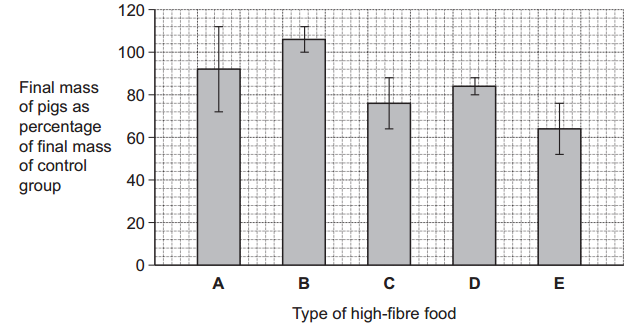 120
100
80
60
40
20
0
Final mass
of pigs as
percentage
of final mass
of control
group
A B C D E
Type of high-fibre food